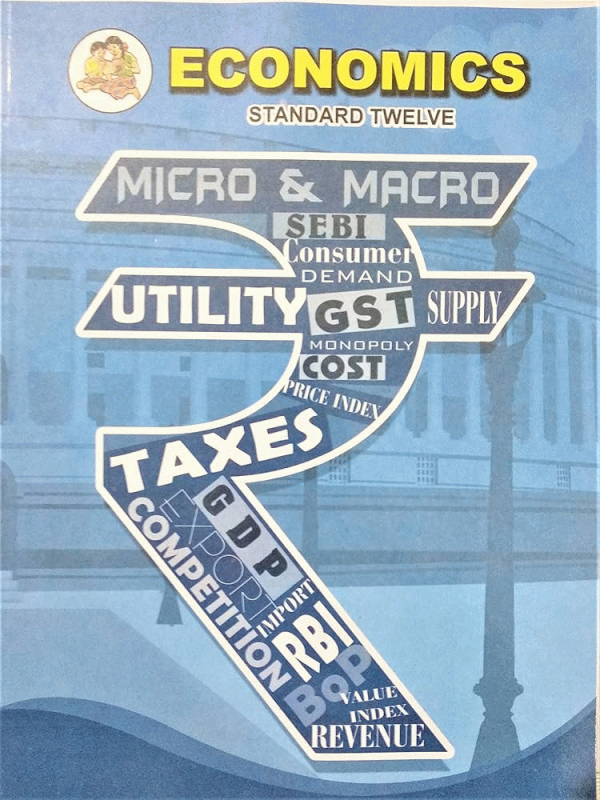 ECONOMICS
STANDARD TWELVE
MICRO & MACRO
SEBI
Consumer
DEMAND
UTILITY GST SUPPLY
MONOPOLY
COST
PRICE INDEX
TAXES
GDP
EXPORT
COMPETITION
IMPORT
RBI
BoP
VALUE
INDEX
REVENUE